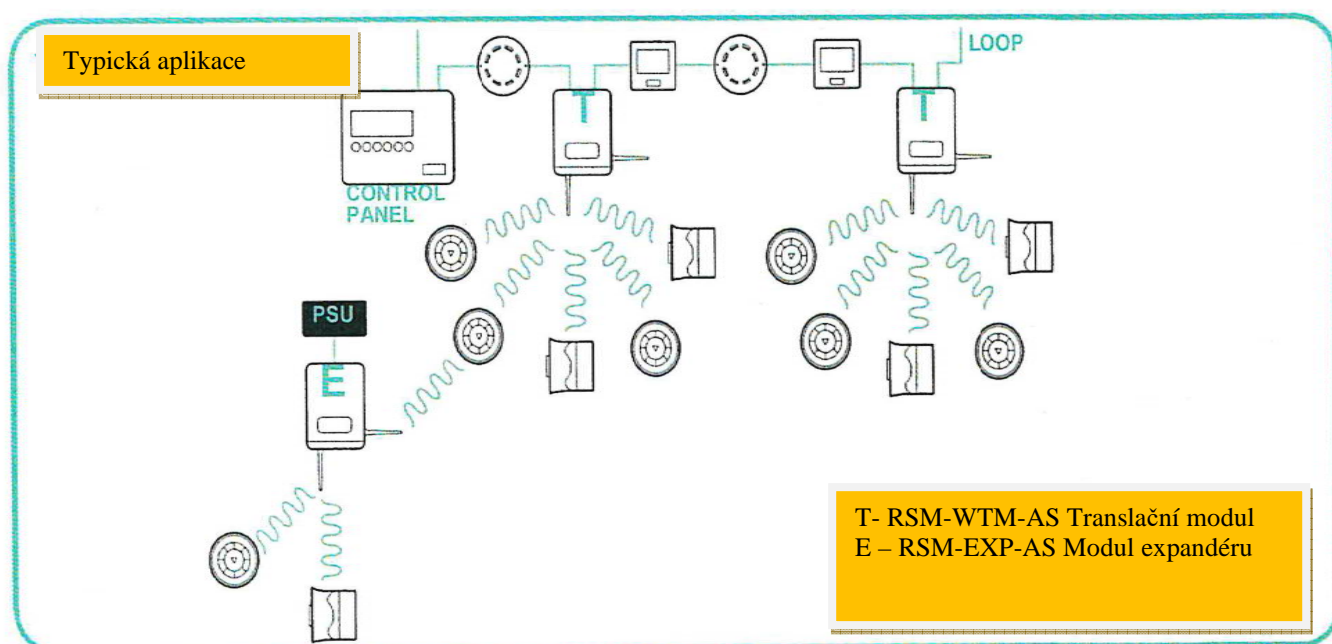 Typická aplikace
LOOP
T
T
CONTROL
PANEL
PSU
E
T- RSM-WTM-AS Translační modul
E – RSM-EXP-AS Modul expandéru